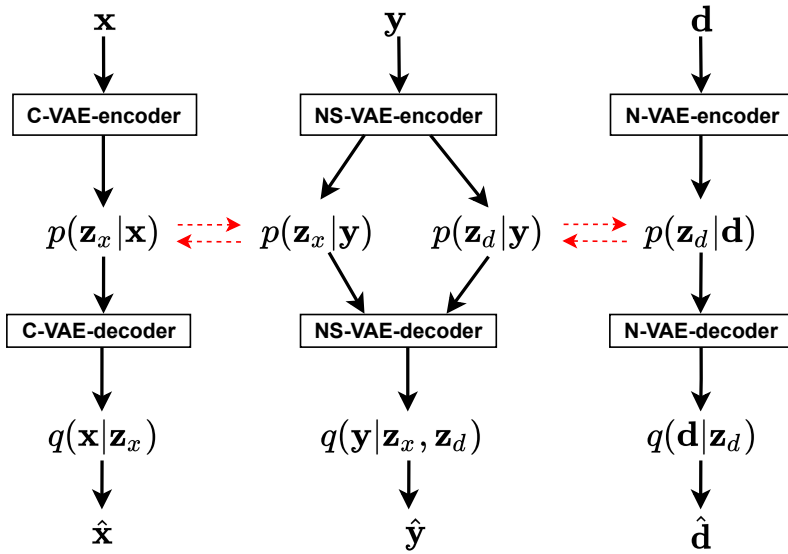 x y d
C-VAE-encoder NS-VAE-encoder N-VAE-encoder
p(z_x|x) p(z_x|y) p(z_d|y) p(z_d|d)
C-VAE-decoder NS-VAE-decoder N-VAE-decoder
q(x|z_x) q(y|z_x, z_d) q(d|z_d)
x̂ ŷ d̂